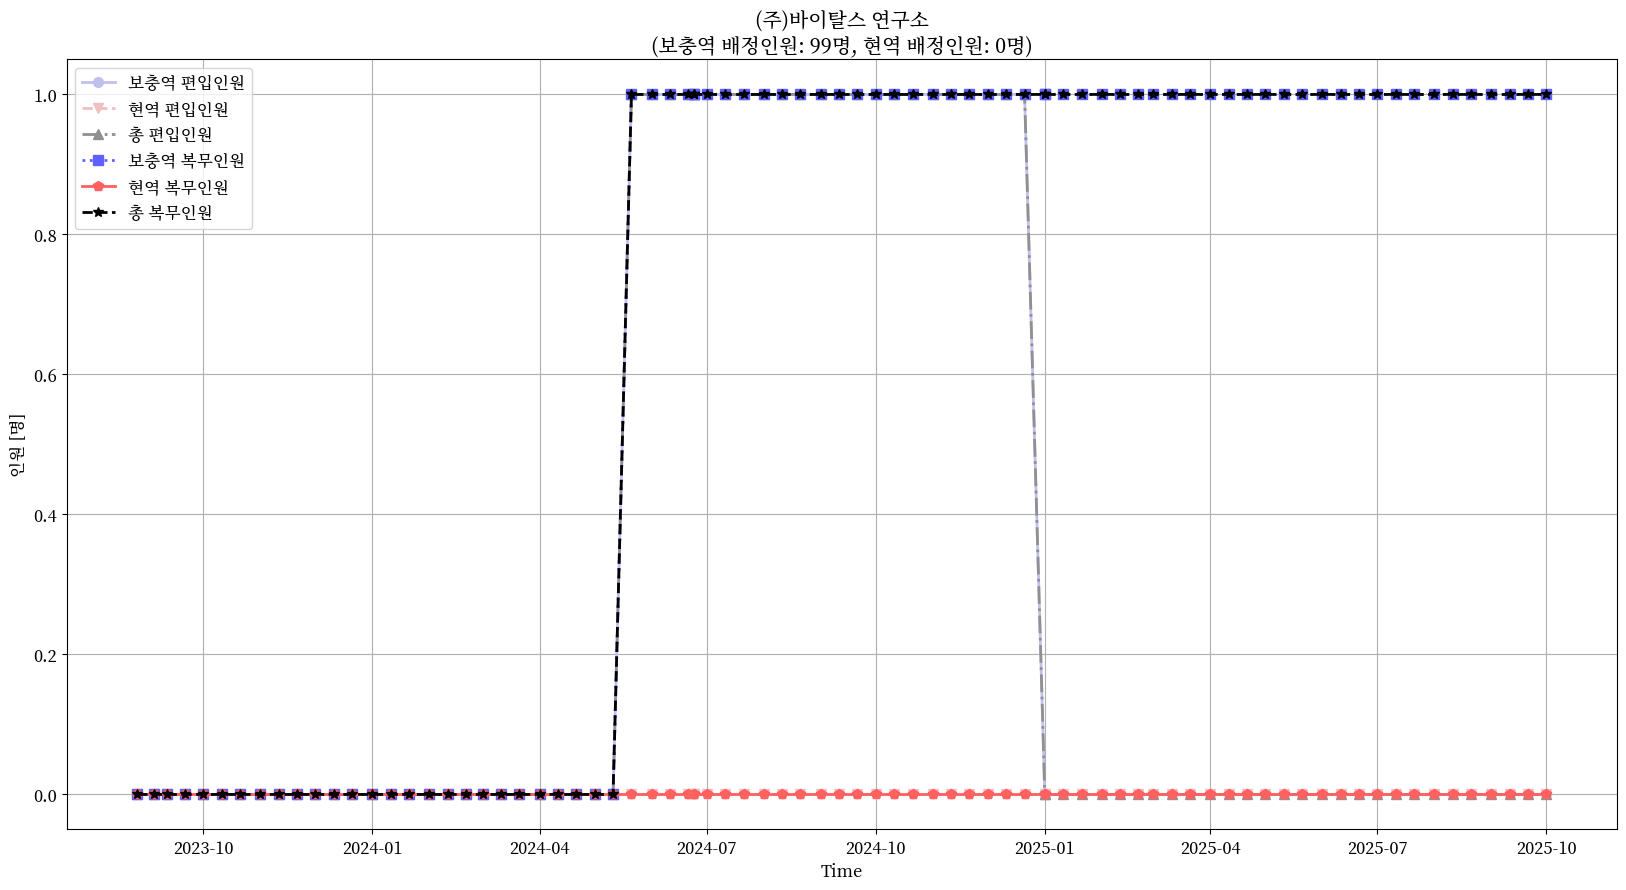 (주)바이탈스 연구소
(보충역 배정인원: 99명, 현역 배정인원: 0명)
보충역 편입인원
현역 편입인원
총 편입인원
보충역 복무인원
현역 복무인원
총 복무인원
1.0
0.8
0.6
0.4
0.2
0.0
인원 [명]
2023-10
2024-01
2024-04
2024-07
2024-10
2025-01
2025-04
2025-07
2025-10
Time